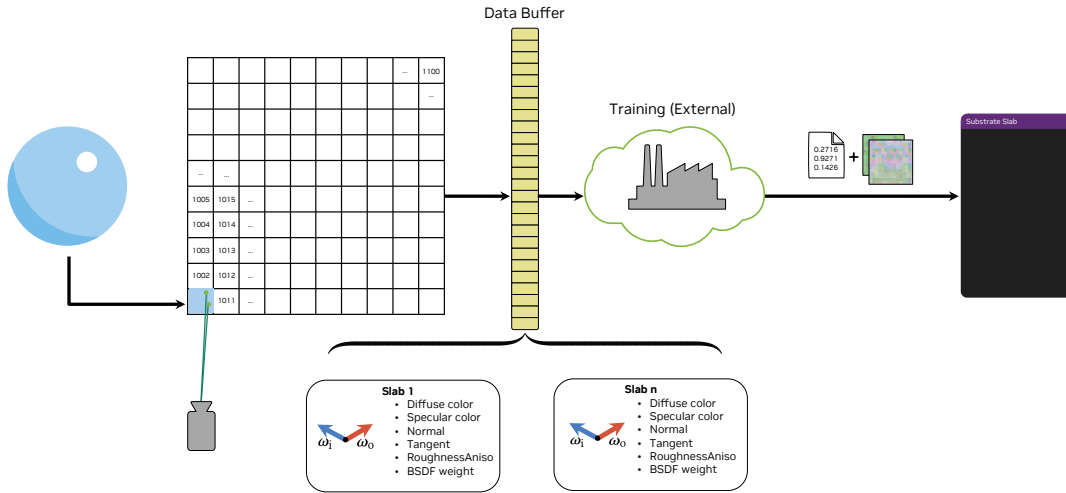 Data Buffer
... 1100
...
... ...
1005 1015 ...
1004 1014 ...
1003 1013 ...
1002 1012 ...
1011 ...
Training (External)
0.2716
0.9271
0.1426
+
Substrate Slab
Slab 1
• Diffuse color
• Specular color
• Normal
• Tangent
• RoughnessAniso
• BSDF weight
ωi ωo
Slab n
• Diffuse color
• Specular color
• Normal
• Tangent
• RoughnessAniso
• BSDF weight
ωi ωo